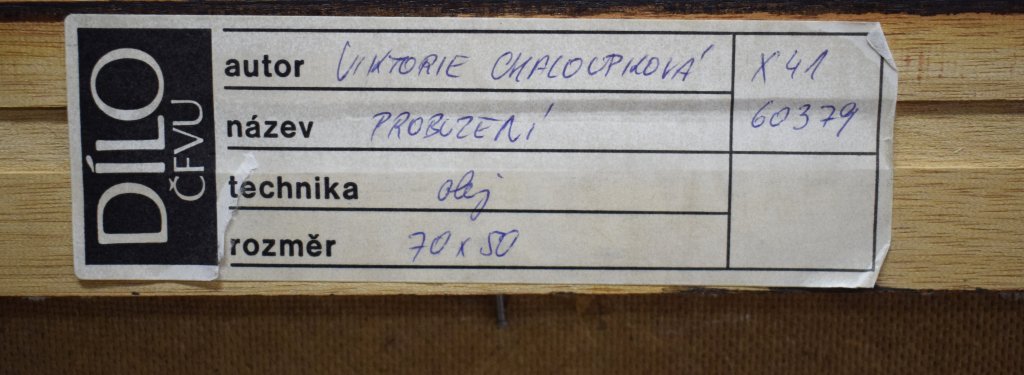 DÍLO
ČFVU
autor VIKTORIE CHALOUPKOVÁ X41
název PROBUZENÍ 60379
technika olej
rozměr 70 x 50